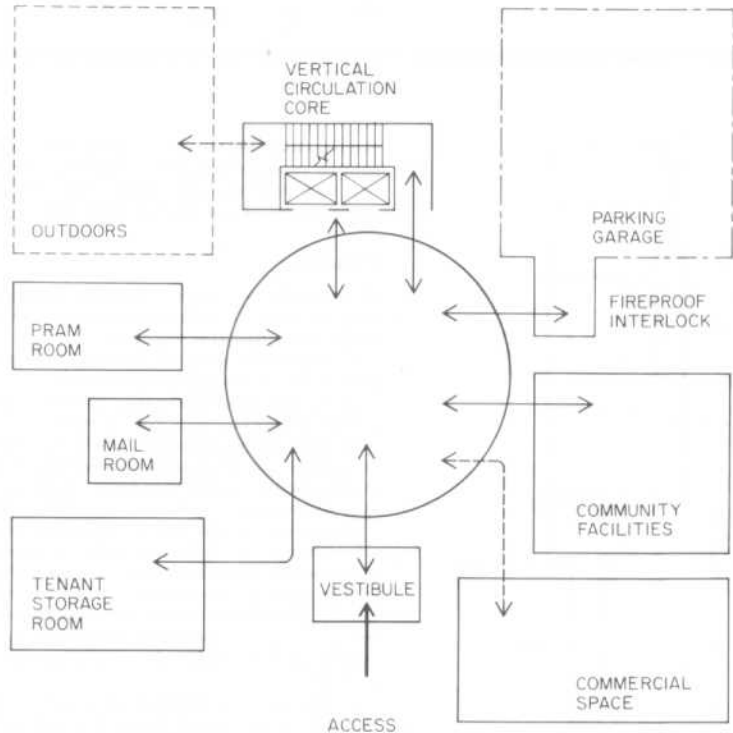 VERTICAL
CIRCULATION
CORE
OUTDOORS
PARKING
GARAGE
FIREPROOF
INTERLOCK
PRAM
ROOM
MAIL
ROOM
COMMUNITY
FACILITIES
TENANT
STORAGE
ROOM
VESTIBULE
COMMERCIAL
SPACE
ACCESS